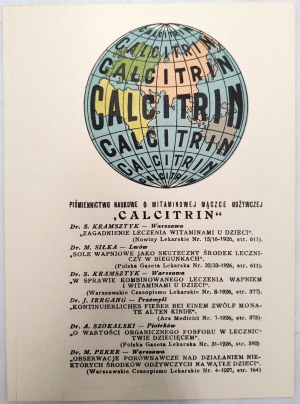 CALCITRIN
CALCITRIN
CALCITRIN
CALCITRIN
CALCITRIN
CALCITRIN
PIŚMIENNICTWO NAUKOWE O WITAMINOWEJ MĄCZCE ODŻYWCZEJ
„CALCITRIN"
Dr. S. KRAMSZTYK — Warszawa
„ZAGADNIENIE LECZENIA WITAMINAMI U DZIECI".
(Nowiny Lekarskie Nr. 15/16-1926, str. 611).
Dr. M. SILKA — Lwów
„SOLE WAPNIOWE JAKO SKUTECZNY ŚRODEK LECZNI-
CZY W BIEGUNKACH".
(Polska Gazeta Lekarska Nr. 32/33-1926, str. 631).
Dr. S. KRAMSZTYK — Warszawa
„W SPRAWIE KOMBINOWANEGO LECZENIA WAPNIEM
I WITAMINAMI U DZIECI".
(Warszawskie Czasopismo Lekarskie Nr. 8-1926, str. 377).
Dr. J. IRGANG — Przemyśl
„KONTINUIERLICHES FIEBER BEI EINEM ZWÖLF MONA-
TE ALTEN KINDE".
(Ars Medici Nr. 7-1926, str. 378).
Dr. A. SZOKALSKI — Piotrków
„O WARTOŚCI ORGANICZNEGO FOSFORU W LECZNIC-
TWIE DZIECIĘCEM".
(Polska Gazeta Lekarska Nr. 31-1926, str. 592)
Dr. M. PEKER — Warszawa
„OBSERWACJE PORÓWNAWCZE NAD DZIAŁANIEM NIE-
KTÓRYCH ŚRODKÓW ODŻYWCZYCH NA WĄTŁE DZIECI".
(Warszawskie Czasopismo Lekarskie Nr. 4-1927, str. 164)